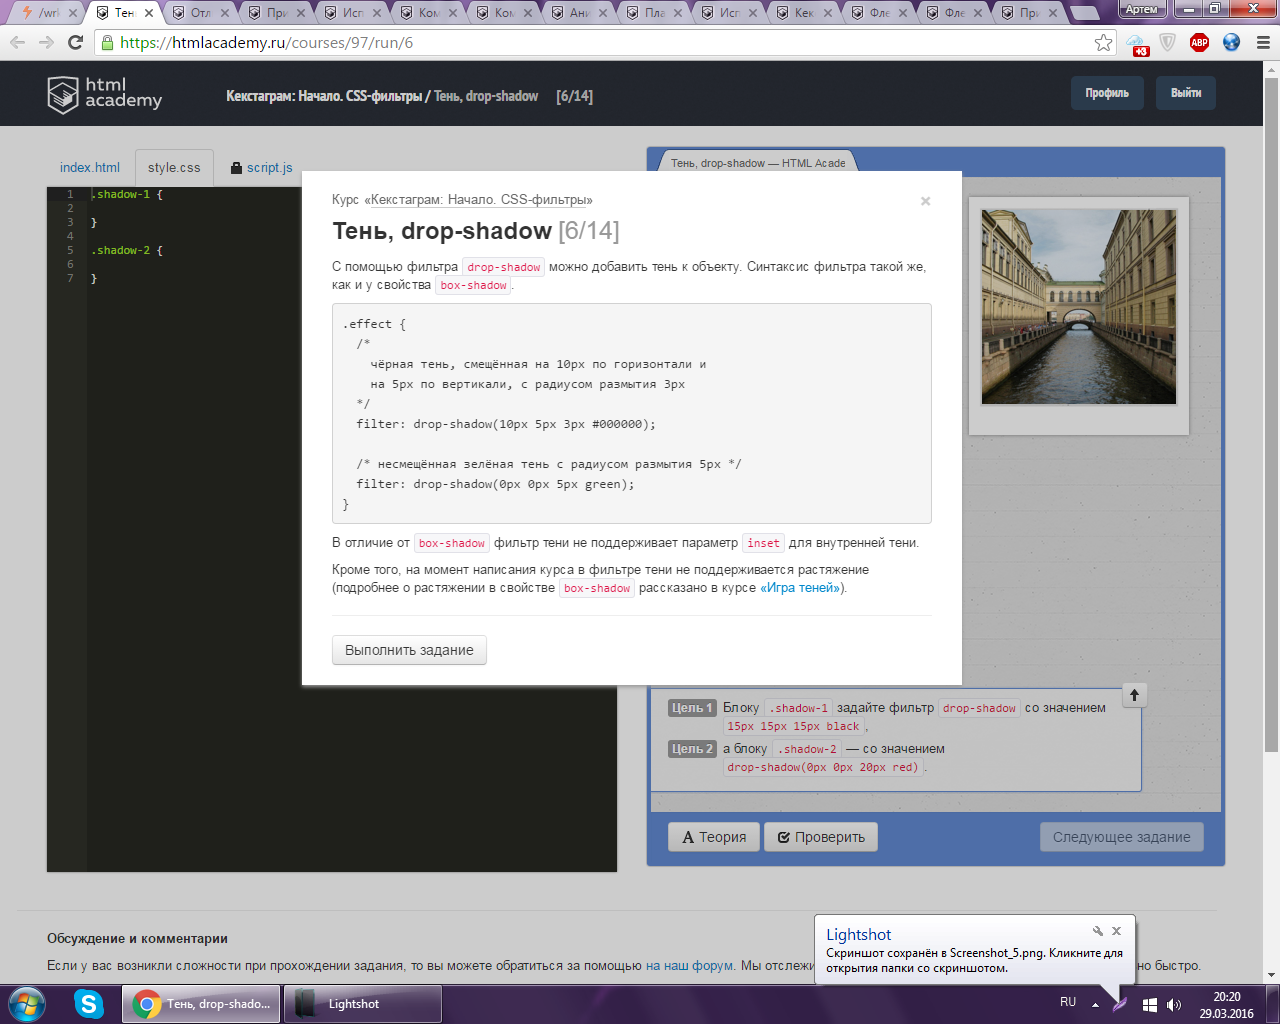 /wrk
Тень
Отл
При
Исп
Ком
Ком
Ани
Пла
Исп
Кекс
Фле
Фле
При
Артем
https://htmlacademy.ru/courses/97/run/6
+3
ABP
html
academy
Кекстаграм: Начало. CSS-фильтры / Тень, drop-shadow [6/14]
Профиль
Выйти
index.html
style.css
script.js
Тень, drop-shadow — HTML Acade
1 .shadow-1 {
2
3 }
4
5 .shadow-2 {
6
7 }
Курс «Кекстаграм: Начало. CSS-фильтры»
×
Тень, drop-shadow [6/14]
С помощью фильтра drop-shadow можно добавить тень к объекту. Синтаксис фильтра такой же,
как и у свойства box-shadow.
.effect {
/*
чёрная тень, смещённая на 10px по горизонтали и
на 5px по вертикали, с радиусом размытия 3px
*/
filter: drop-shadow(10px 5px 3px #000000);
/* несмещённая зелёная тень с радиусом размытия 5px */
filter: drop-shadow(0px 0px 5px green);
}
В отличие от box-shadow фильтр тени не поддерживает параметр inset для внутренней тени.
Кроме того, на момент написания курса в фильтре тени не поддерживается растяжение
(подробнее о растяжении в свойстве box-shadow рассказано в курсе «Игра теней»).
Выполнить задание
Цель 1 Блоку .shadow-1 задайте фильтр drop-shadow со значением
15px 15px 15px black,
Цель 2 а блоку .shadow-2 — со значением
drop-shadow(0px 0px 20px red).
Теория
Проверить
Следующее задание
Обсуждение и комментарии
Если у вас возникли сложности при прохождении задания, то вы можете обратиться за помощью на наш форум. Мы отслежи
но быстро.
Lightshot
Скриншот сохранён в Screenshot_5.png. Кликните для
открытия папки со скриншотом.
Тень, drop-shado...
Lightshot
RU
20:20
29.03.2016